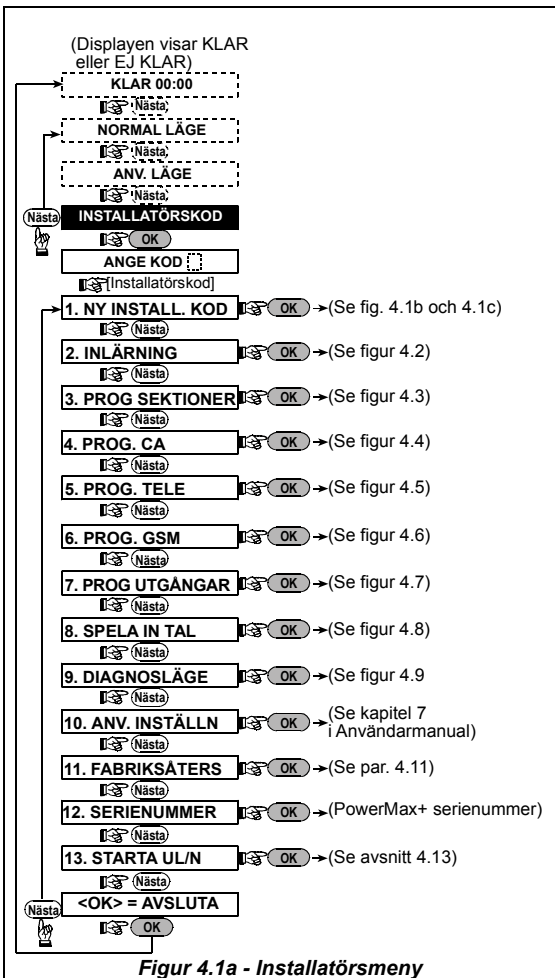 (Displayen visar KLAR
eller EJ KLAR)
KLAR 00:00
Nästa
NORMAL LÄGE
Nästa
ANV. LÄGE
Nästa
Nästa INSTALLATÖRSKOD
OK
ANGE KOD
[Installatörskod]
1. NY INSTALL. KOD OK (Se fig. 4.1b och 4.1c)
Nästa
2. INLÄRNING OK (Se figur 4.2)
Nästa
3. PROG SEKTIONER OK (Se figur 4.3)
Nästa
4. PROG. CA OK (Se figur 4.4)
Nästa
5. PROG. TELE OK (Se figur 4.5)
Nästa
6. PROG. GSM OK (Se figur 4.6)
Nästa
7. PROG UTGÅNGAR OK (Se figur 4.7)
Nästa
8. SPELA IN TAL OK (Se figur 4.8)
Nästa
9. DIAGNOSLÄGE OK (Se figur 4.9
Nästa
10. ANV. INSTÄLLN OK (Se kapitel 7
i Användarmanual)
Nästa
11. FABRIKSÅTERS OK (Se par. 4.11)
Nästa
12. SERIENUMMER OK (PowerMax+ serienummer)
Nästa
13. STARTA UL/N OK (Se avsnitt 4.13)
Nästa
Nästa <OK> = AVSLUTA
OK
Figur 4.1a - Installatörsmeny